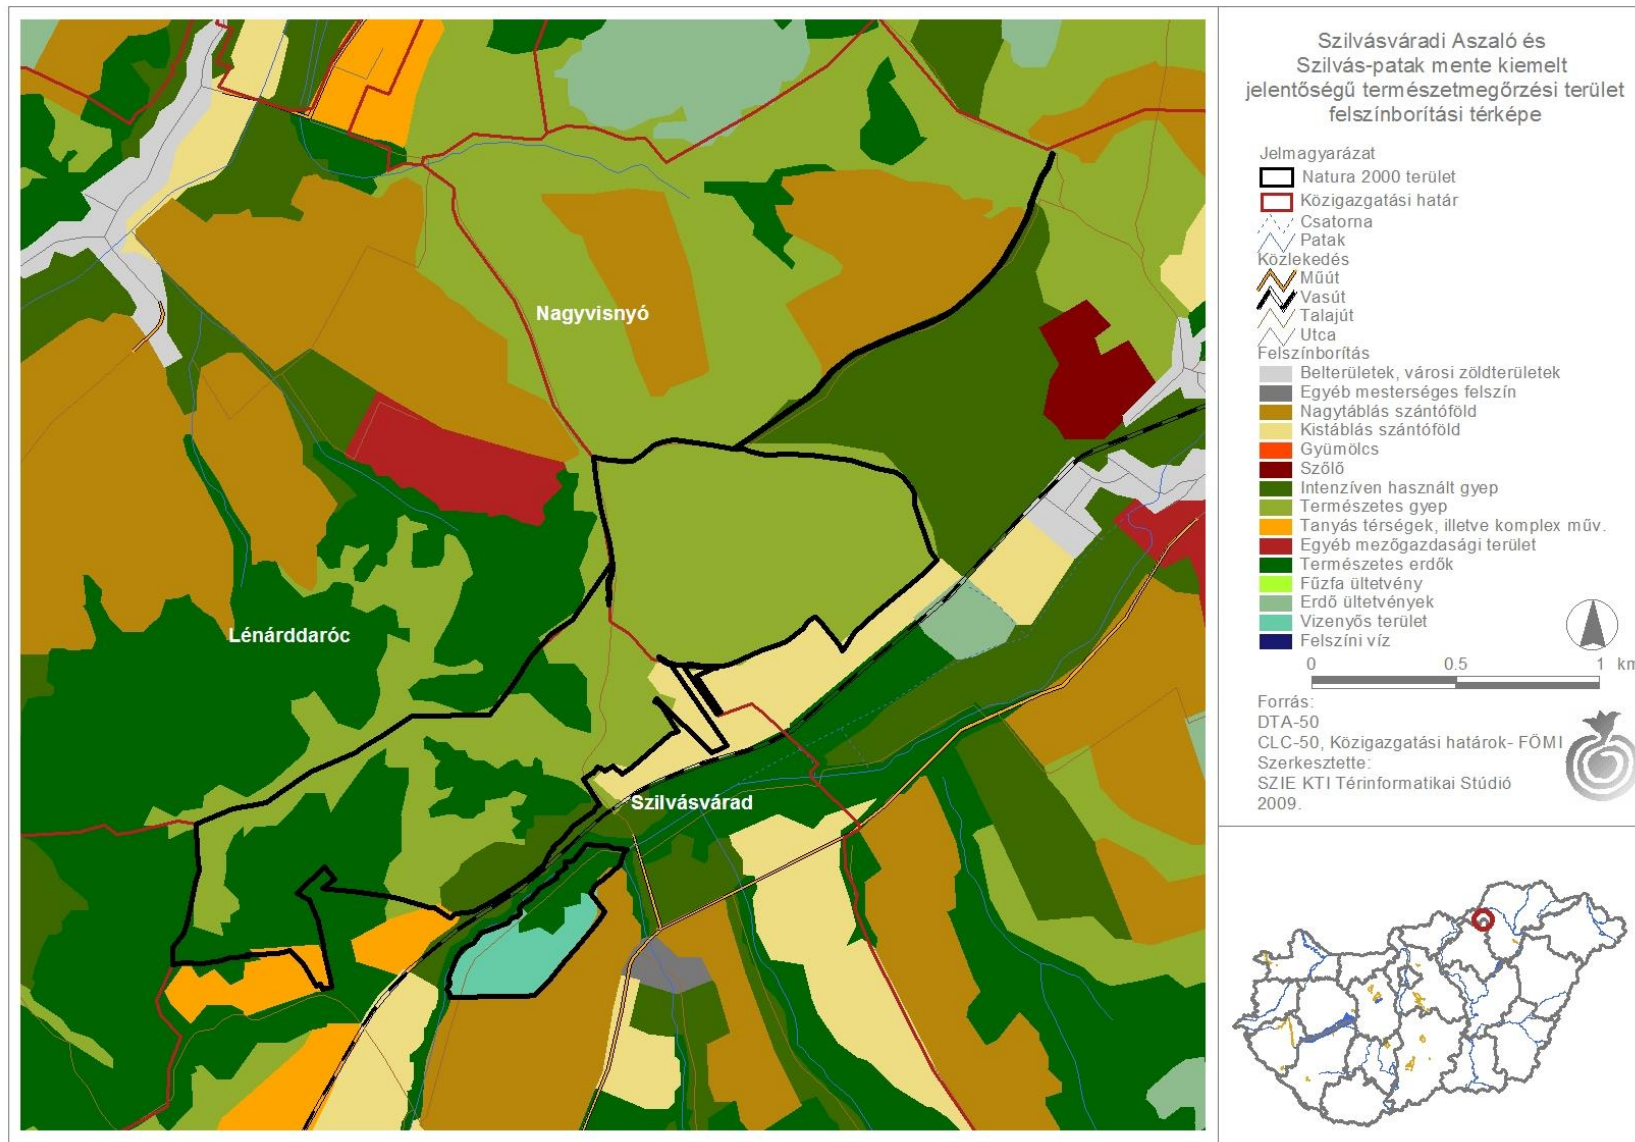 Szilvásváradi Aszaló és
Szilvás-patak mente kiemelt
jelentőségű természetmegőrzési terület
felszínborítási térképe
Jelmagyarázat
Natura 2000 terület
Közigazgatási határ
Csatorna
Patak
Közlekedés
Műút
Vasút
Talajút
Utca
Felszínborítás
Belterületek, városi zöldterületek
Egyéb mesterséges felszín
Nagytáblás szántóföld
Kistáblás szántóföld
Gyümölcs
Szőlő
Intenzíven használt gyep
Természetes gyep
Tanyás térségek, illetve komplex műv.
Egyéb mezőgazdasági terület
Természetes erdők
Fűzfa ültetvény
Erdő ültetvények
Vizenyős terület
Felszíni víz
0 0.5 1 km
Forrás:
DTA-50
CLC-50, Közigazgatási határok- FÖMI
Szerkesztette:
SZIE KTI Térinformatikai Stúdió
2009.
Nagyvisnyó
Lénárddaróc
Szilvásvárad